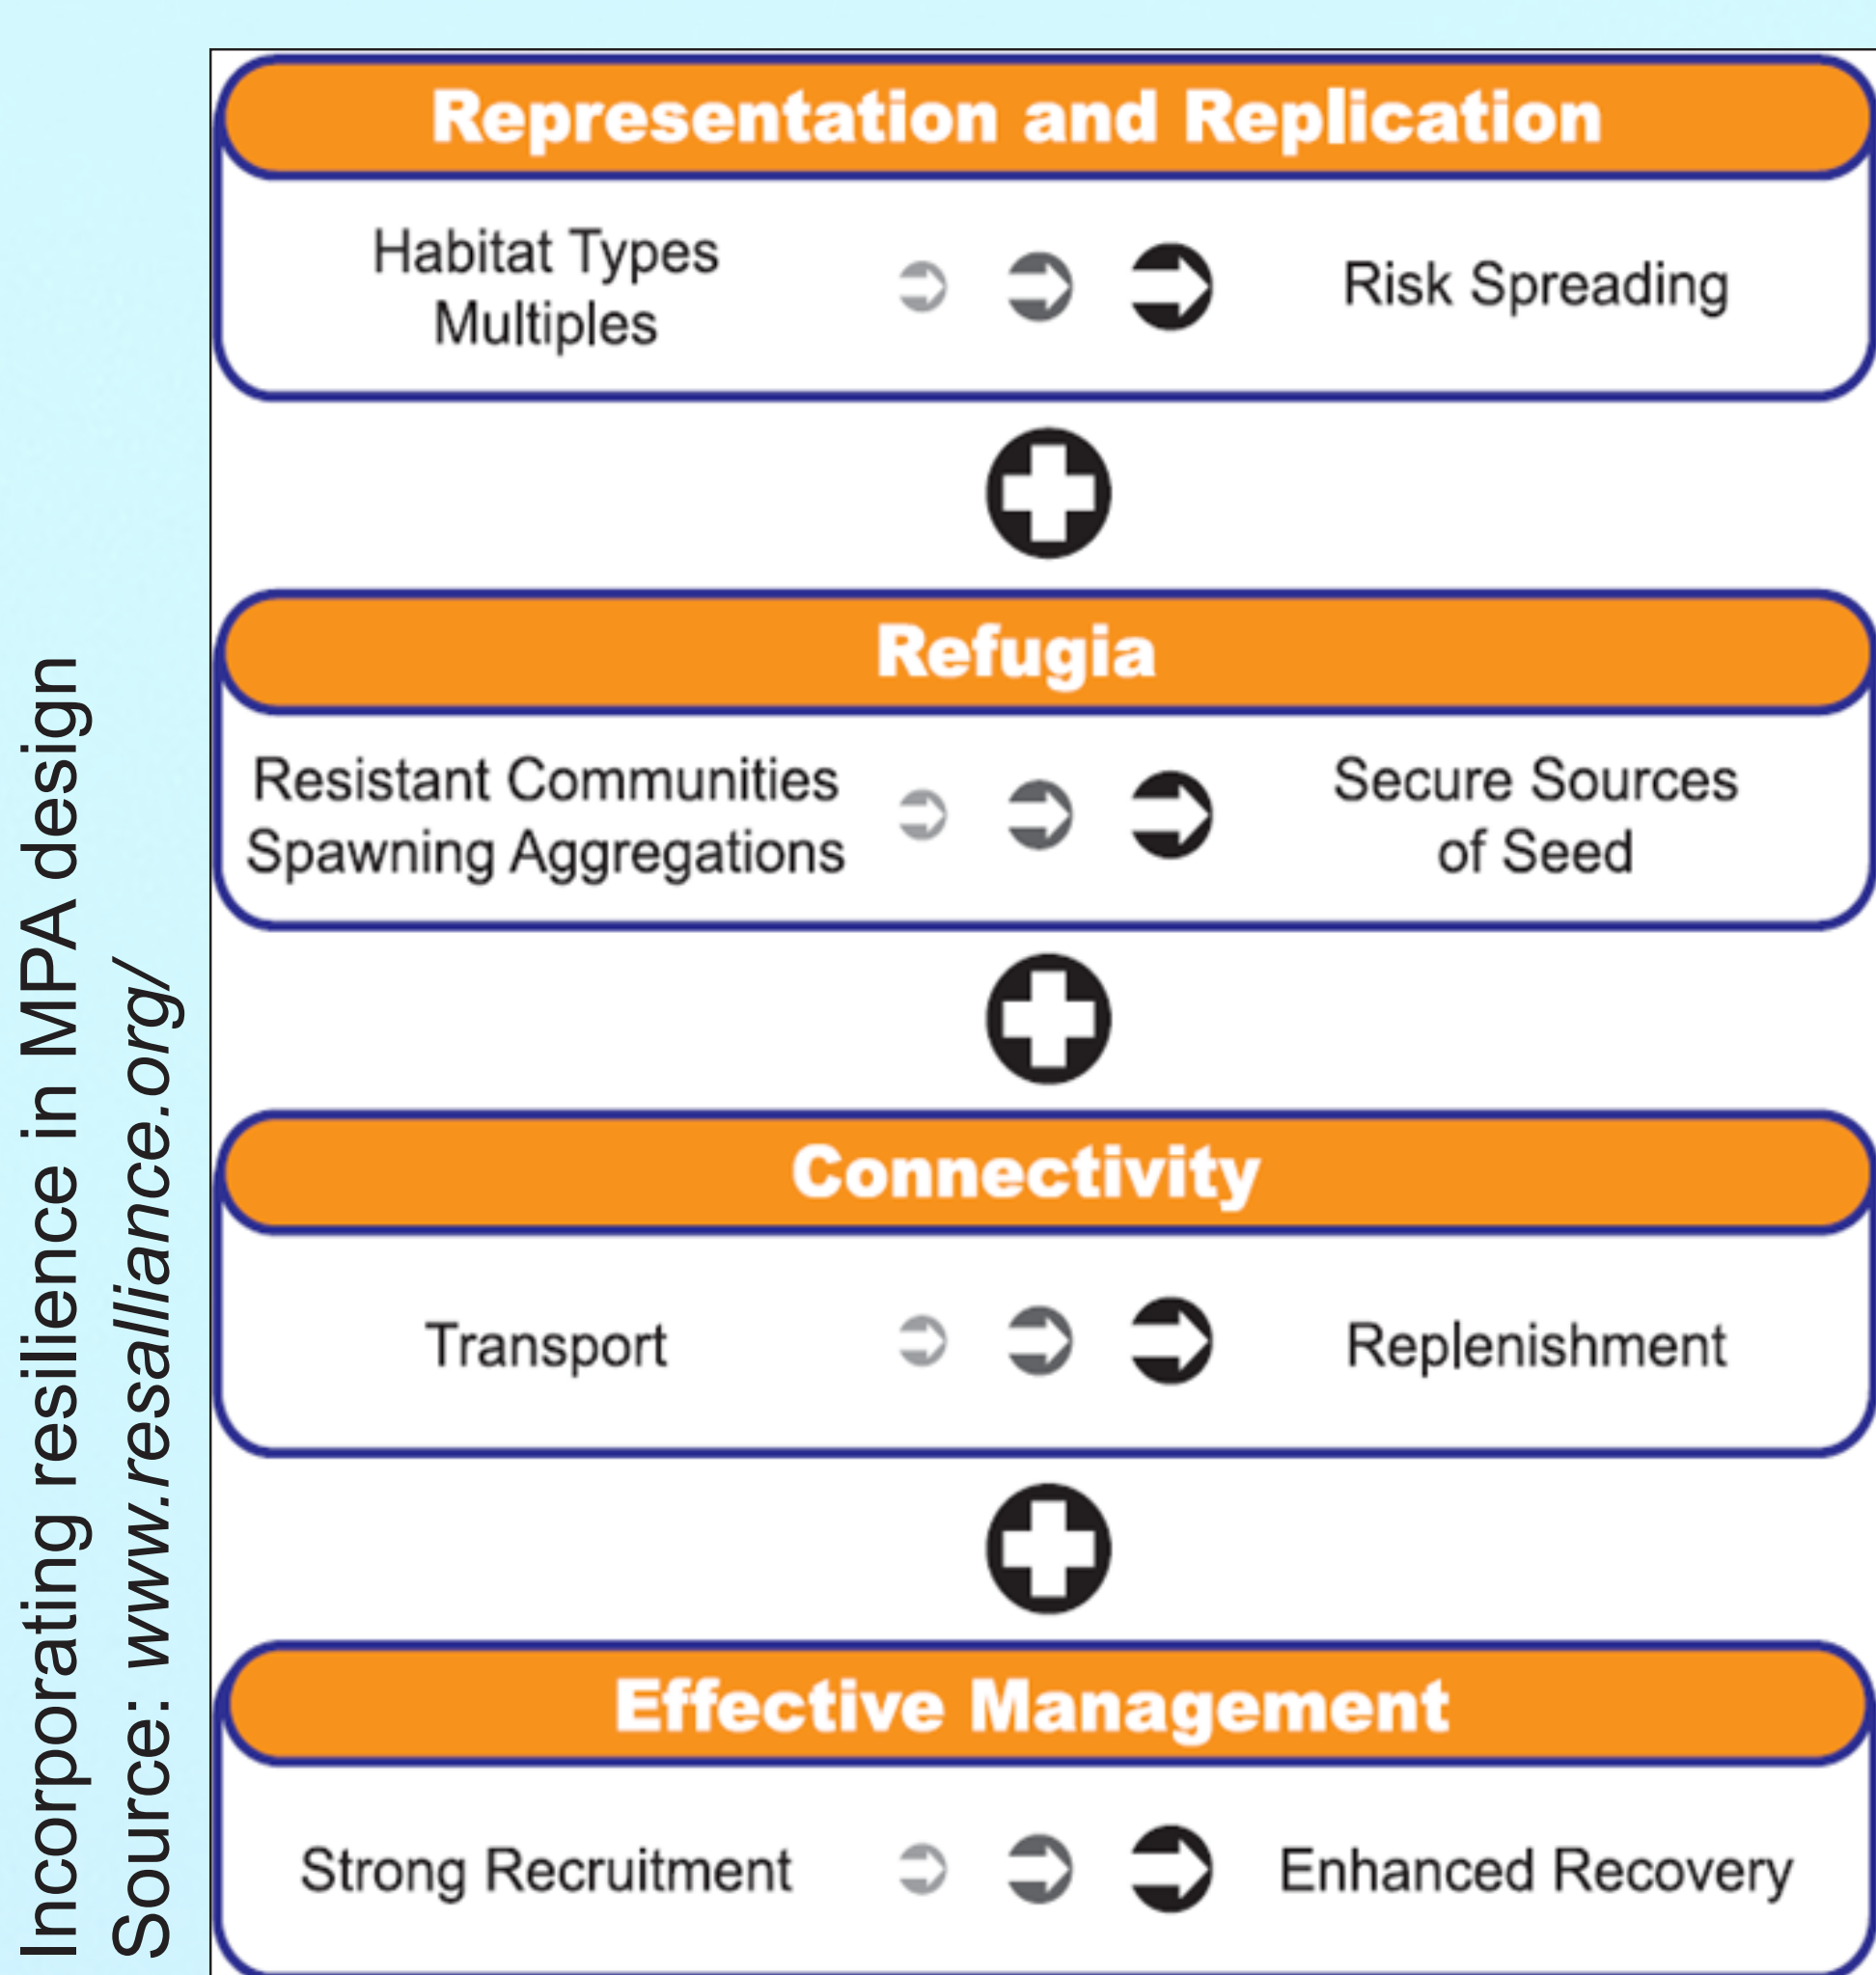 Incorporating resilience in MPA design
Source: www.resalliance.org/
Representation and Replication
Habitat Types
Multiples
Risk Spreading
Refugia
Resistant Communities
Spawning Aggregations
Secure Sources
of Seed
Connectivity
Transport
Replenishment
Effective Management
Strong Recruitment
Enhanced Recovery